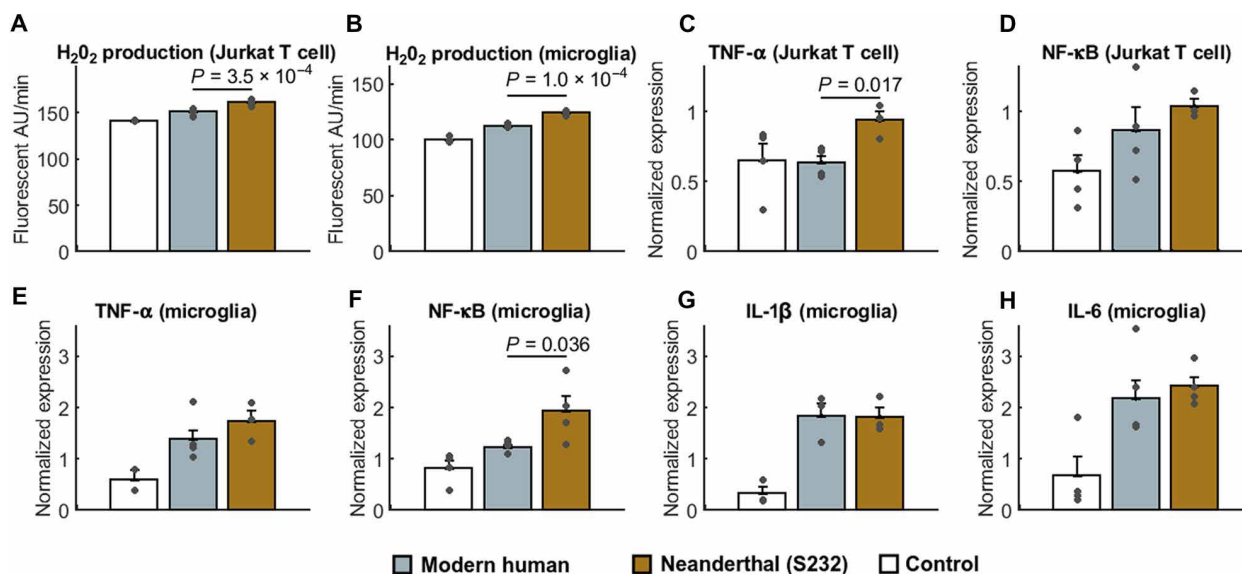 A
H₂0₂ production (Jurkat T cell)
P = 3.5 × 10⁻⁴
Fluorescent AU/min
150
100
50
0
B
H₂0₂ production (microglia)
P = 1.0 × 10⁻⁴
Fluorescent AU/min
150
100
50
0
C
TNF-α (Jurkat T cell)
P = 0.017
Normalized expression
1
0.5
0
D
NF-κB (Jurkat T cell)
Normalized expression
1
0.5
0
E
TNF-α (microglia)
Normalized expression
3
2
1
0
F
NF-κB (microglia)
P = 0.036
Normalized expression
3
2
1
0
G
IL-1β (microglia)
Normalized expression
3
2
1
0
H
IL-6 (microglia)
Normalized expression
3
2
1
0
Modern human
Neanderthal (S232)
Control